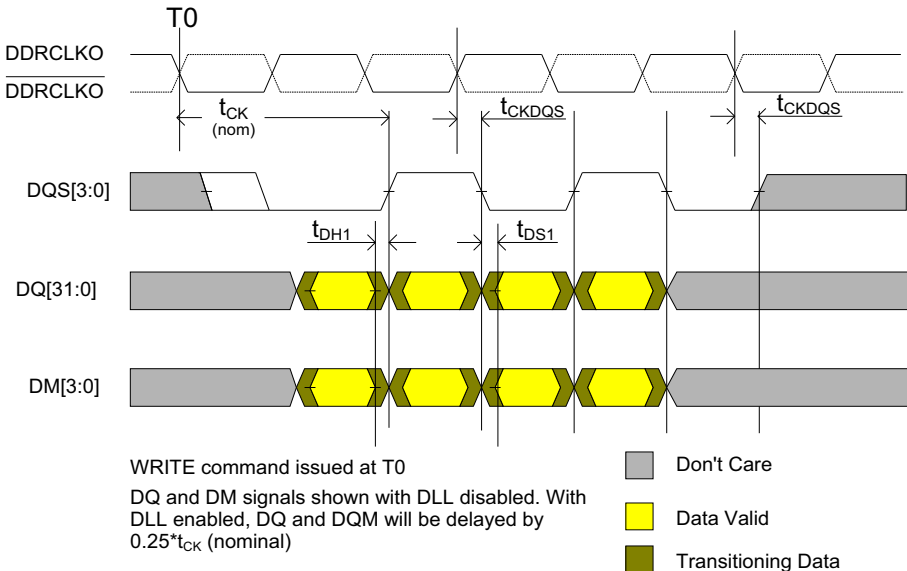 T0
DDRCLKO
DDRCLKO
tCK
(nom)
tCKDQS
tCKDQS
DQS[3:0]
tDH1
tDS1
DQ[31:0]
DM[3:0]
WRITE command issued at T0
DQ and DM signals shown with DLL disabled. With
DLL enabled, DQ and DQM will be delayed by
0.25*tCK (nominal)
Don't Care
Data Valid
Transitioning Data